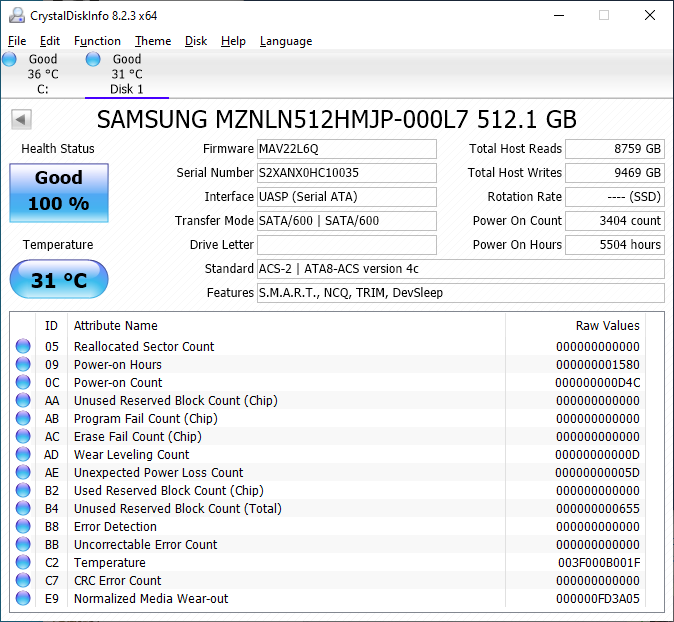 CrystalDiskInfo 8.2.3 x64
File Edit Function Theme Disk Help Language
Good Good
36 °C 31 °C
C: Disk 1
SAMSUNG MZNLN512HMJP-000L7 512.1 GB
Health Status
Good
100 %
Temperature
31 °C
Firmware MAV22L6Q Total Host Reads 8759 GB
Serial Number S2XANX0HC10035 Total Host Writes 9469 GB
Interface UASP (Serial ATA) Rotation Rate ---- (SSD)
Transfer Mode SATA/600 | SATA/600 Power On Count 3404 count
Drive Letter Power On Hours 5504 hours
Standard ACS-2 | ATA8-ACS version 4c
Features S.M.A.R.T., NCQ, TRIM, DevSleep
ID Attribute Name Raw Values
05 Reallocated Sector Count 000000000000
09 Power-on Hours 000000001580
0C Power-on Count 000000000D4C
AA Unused Reserved Block Count (Chip) 000000000000
AB Program Fail Count (Chip) 000000000000
AC Erase Fail Count (Chip) 000000000000
AD Wear Leveling Count 00000000000D
AE Unexpected Power Loss Count 00000000005D
B2 Used Reserved Block Count (Chip) 000000000000
B4 Unused Reserved Block Count (Total) 000000000655
B8 Error Detection 000000000000
BB Uncorrectable Error Count 000000000000
C2 Temperature 003F000B001F
C7 CRC Error Count 000000000000
E9 Normalized Media Wear-out 000000FD3A05